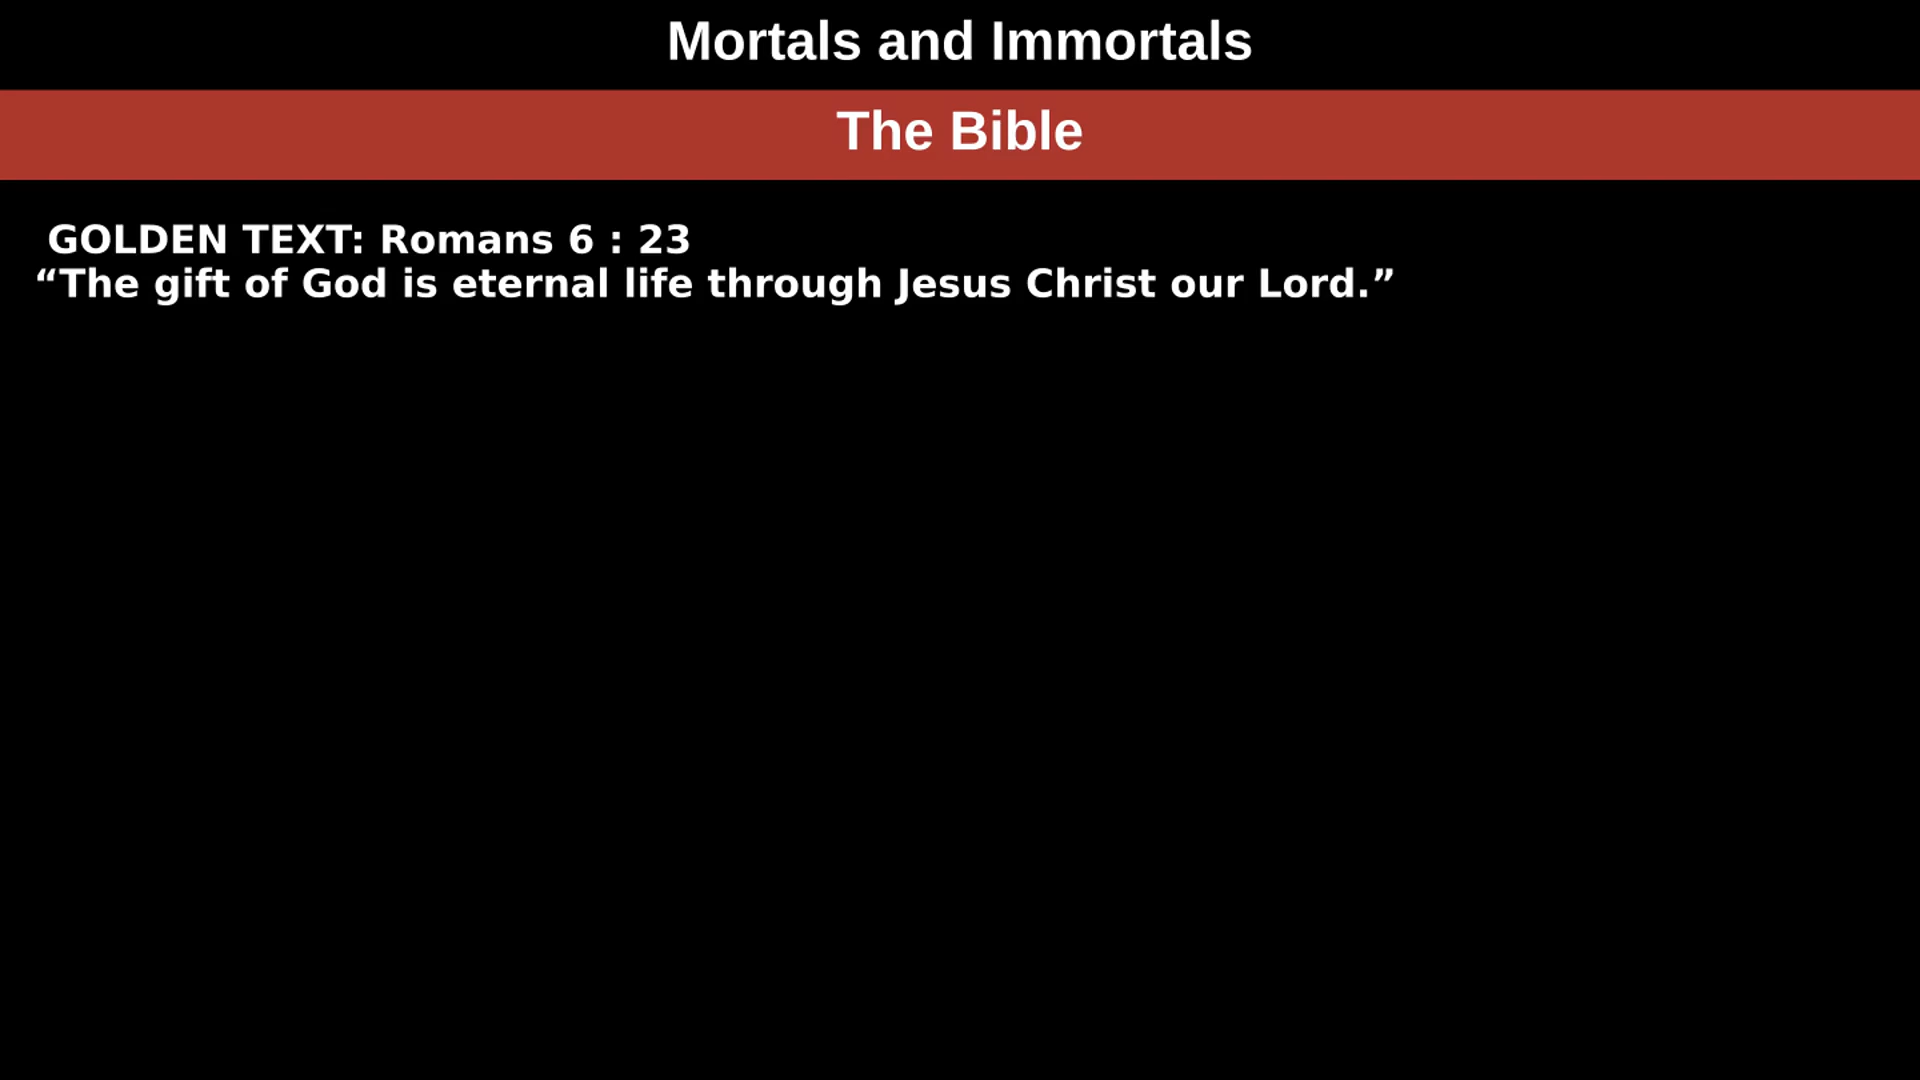 Mortals and Immortals
The Bible
GOLDEN TEXT: Romans 6 : 23
“The gift of God is eternal life through Jesus Christ our Lord.”